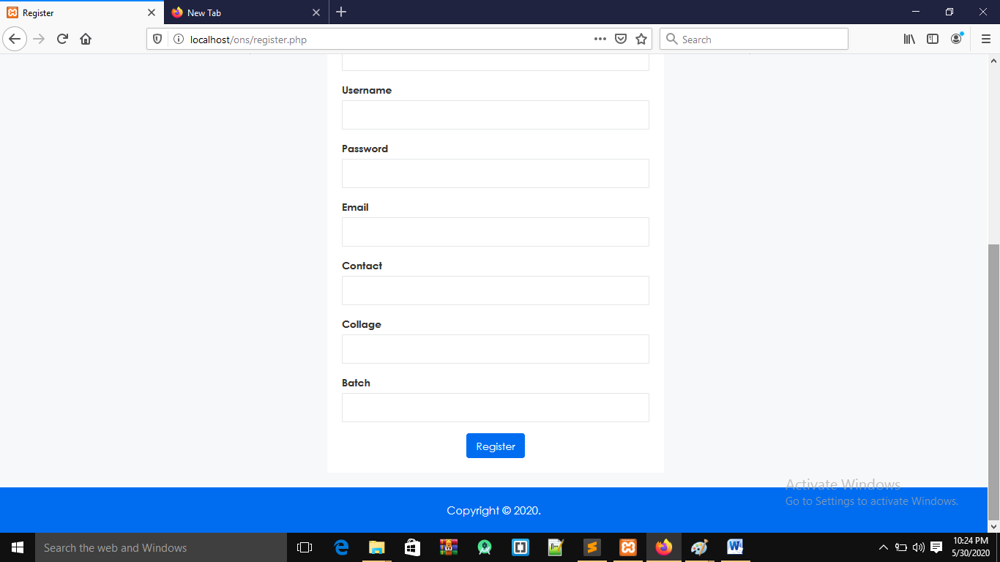 Register
New Tab
localhost/ons/register.php
Search
Username
Password
Email
Contact
Collage
Batch
Register
Activate Windows
Go to Settings to activate Windows.
Copyright © 2020.
Search the web and Windows
10:24 PM
5/30/2020